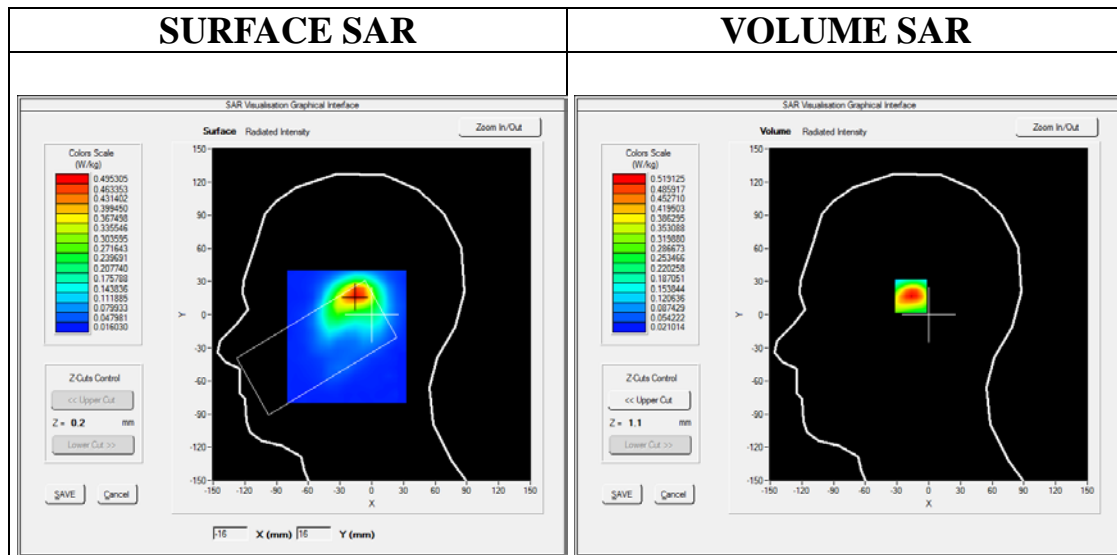 SURFACE SAR
VOLUME SAR
SAR Visualisation Graphical Interface
Surface Radiated Intensity
Zoom In/Out
Colors Scale
(W/kg)
0.495305
0.463353
0.431402
0.399450
0.367498
0.335546
0.303595
0.271643
0.239691
0.207740
0.175788
0.143836
0.111885
0.079933
0.047981
0.016030
Z-Cuts Control
<< Upper Cut
Z = 0.2 mm
Lower Cut >>
SAVE Cancel
Y
150
120
90
60
30
0
-30
-60
-90
-120
-150
-150 -120 -90 -60 -30 0 30 60 90 120 150
X
-16 X (mm) 16 Y (mm)
SAR Visualisation Graphical Interface
Volume Radiated Intensity
Zoom In/Out
Colors Scale
(W/kg)
0.519125
0.485917
0.452710
0.419503
0.386295
0.353088
0.319880
0.286673
0.253466
0.220258
0.187051
0.153844
0.120636
0.087429
0.054222
0.021014
Z-Cuts Control
<< Upper Cut
Z = 1.1 mm
Lower Cut >>
SAVE Cancel
Y
150
120
90
60
30
0
-30
-60
-90
-120
-150
-150 -120 -90 -60 -30 0 30 60 90 120 150
X